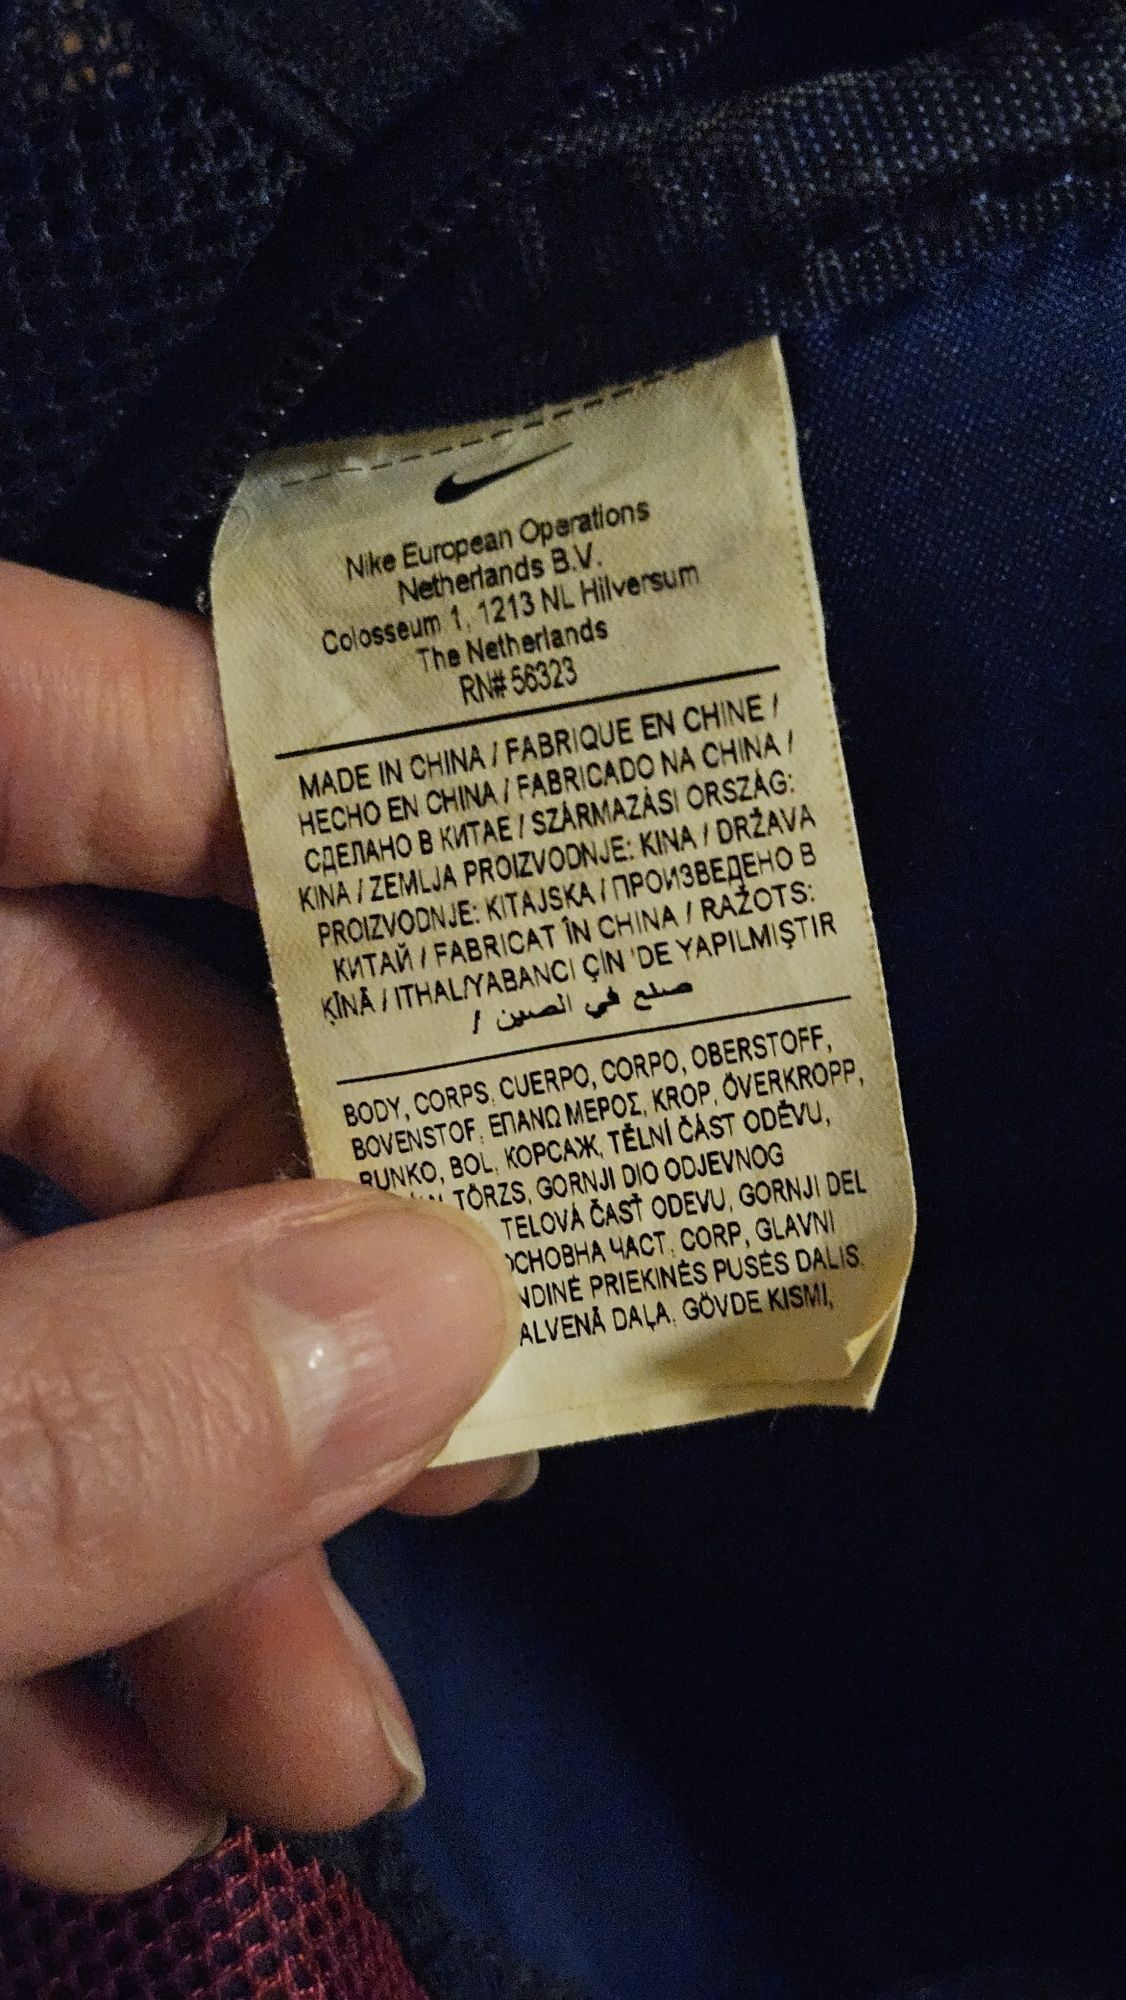 Nike European Operations
Netherlands B.V.
Colosseum 1, 1213 NL Hilversum
The Netherlands
RN# 56323
MADE IN CHINA / FABRIQUE EN CHINE /
HECHO EN CHINA / FABRICADO NA CHINA /
СДЕЛАНО В КИТАЕ / SZÁRMAZÁSI ORSZÁG:
KINA / ZEMLJA PROIZVODNJE: KINA / DRŽAVA
PROIZVODNJE: KITAJSKA / ПРОИЗВЕДЕНО В
КИТАЙ / FABRICAT ÎN CHINA / RAŽOTS:
ĶĪNĀ / ITHAL/YABANCI ÇİN 'DE YAPILMIŞTIR
/ صنع في الصين
BODY, CORPS, CUERPO, CORPO, OBERSTOFF,
BOVENSTOF, ΕΠΑΝΩ ΜΕΡΟΣ, KROP, ÖVERKROPP,
RUNKO, BOL, КОРСАЖ, TĚLNÍ ČÁST ODĚVU,
TÖRZS, GORNJI DIO ODJEVNOG
TELOVÁ ČASŤ ODEVU, GORNJI DEL
ОСНОВНА ЧАСТ, CORP, GLAVNI
PRIEKINĖS PUSĖS DALIS,
DAĻA, GÖVDE KISMI,